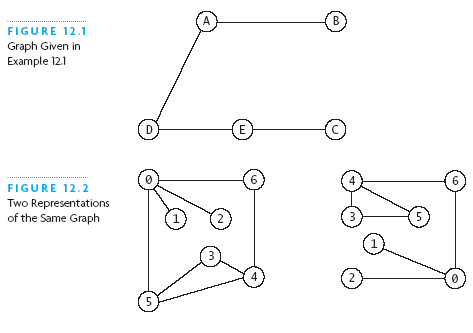 FIGURE 12.1
Graph Given in
Example 12.1
A B
D E C
FIGURE 12.2
Two Representations
of the Same Graph
0 6
1 2
3
4
5
4 6
3 5
1
2 0